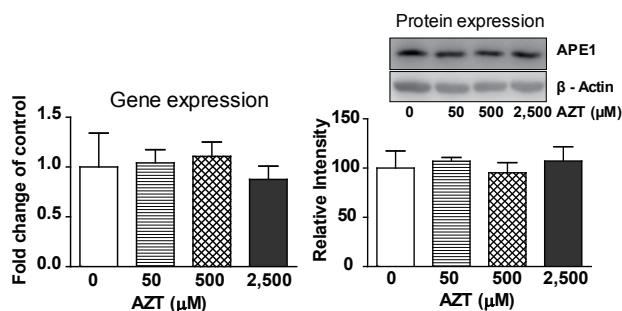 Protein expression
APE1
β - Actin
0 50 500 2,500 AZT (μM)
Gene expression
Fold change of control
1.5
1.0
0.5
0.0
0 50 500 2,500
AZT (μM)
Relative Intensity
150
100
50
0
0 50 500 2,500
AZT (μM)